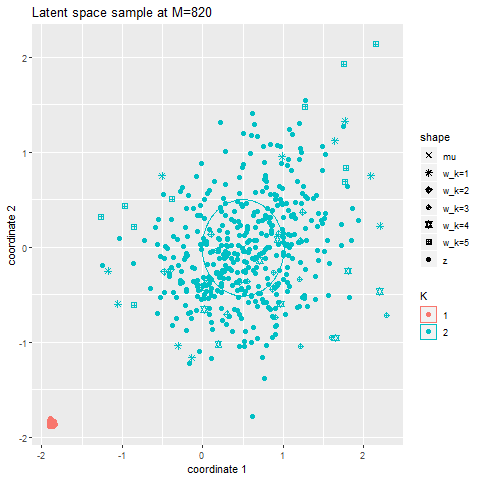 Latent space sample at M=820
2
1
0
-1
-2
coordinate 2
-2
-1
0
1
2
coordinate 1
shape
mu
w_k=1
w_k=2
w_k=3
w_k=4
w_k=5
z
K
1
2